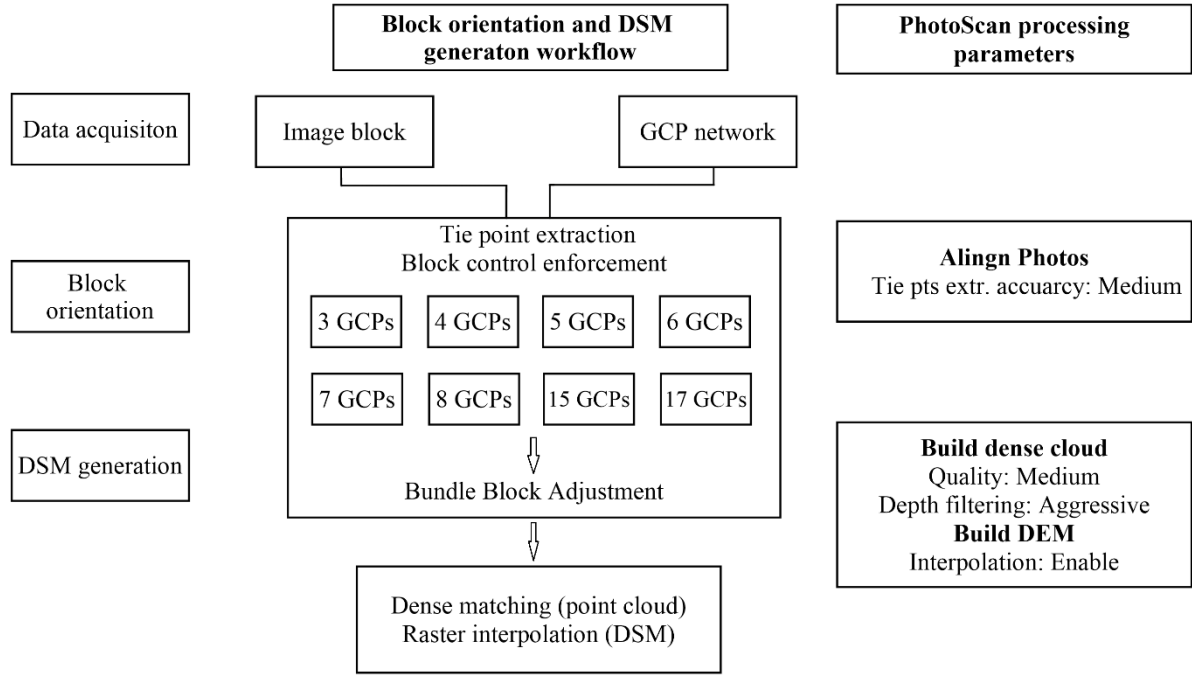 Block orientation and DSM
generaton workflow
PhotoScan processing
parameters
Data acquisiton
Image block
GCP network
Tie point extraction
Block control enforcement
Block
orientation
Alingn Photos
Tie pts extr. accuarcy: Medium
3 GCPs
4 GCPs
5 GCPs
6 GCPs
7 GCPs
8 GCPs
15 GCPs
17 GCPs
DSM generation
Bundle Block Adjustment
Build dense cloud
Quality: Medium
Depth filtering: Aggressive
Build DEM
Interpolation: Enable
Dense matching (point cloud)
Raster interpolation (DSM)